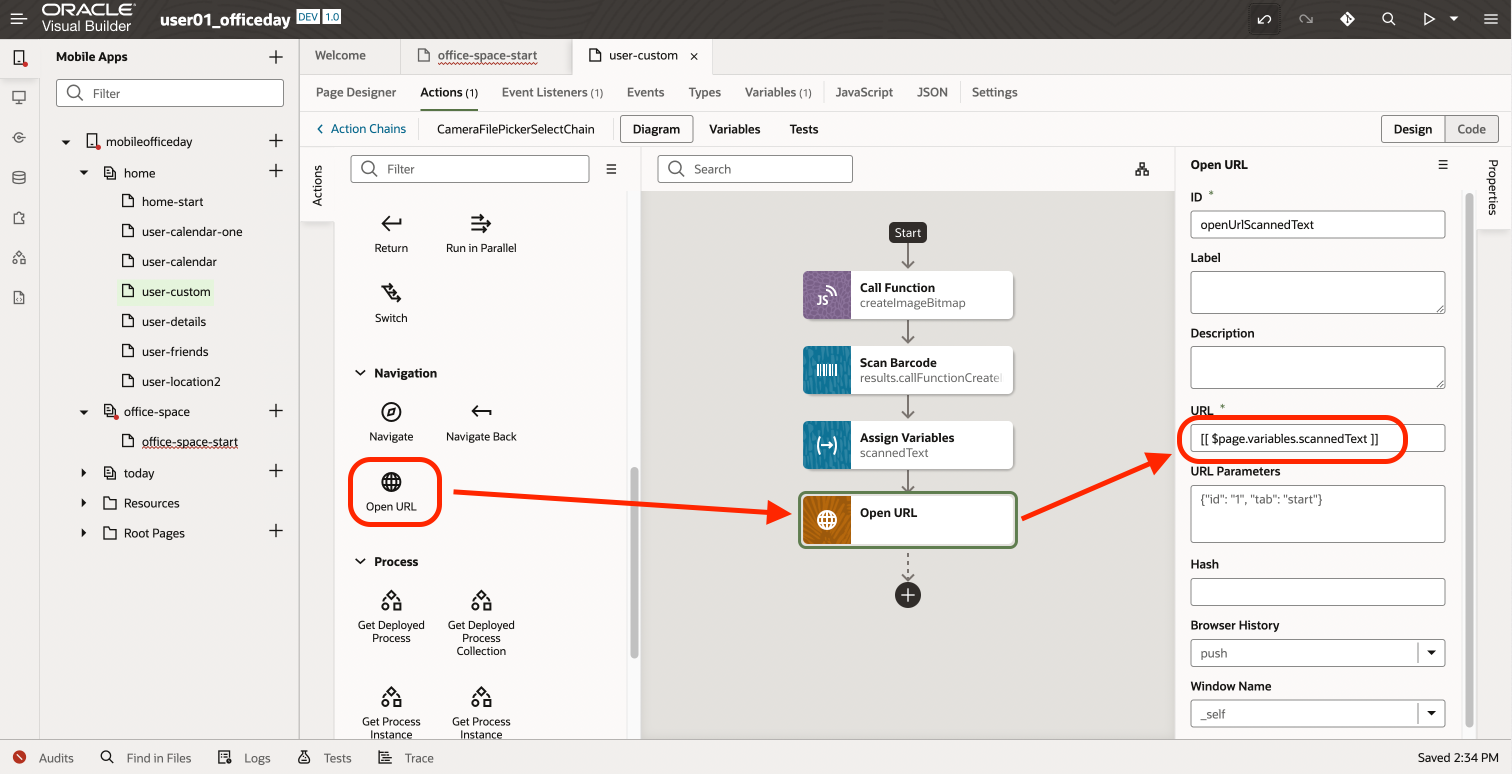 ORACLE
Visual Builder
user01_officeday DEV 1.0
Mobile Apps
Filter
mobileofficeday
home
home-start
user-calendar-one
user-calendar
user-custom
user-details
user-friends
user-location2
office-space
office-space-start
today
Resources
Root Pages
Welcome
office-space-start
user-custom
Page Designer
Actions (1)
Event Listeners (1)
Events
Types
Variables (1)
JavaScript
JSON
Settings
Action Chains
CameraFilePickerSelectChain
Diagram
Variables
Tests
Design
Code
Actions
Filter
Return
Run in Parallel
Switch
Navigation
Navigate
Navigate Back
Open URL
Process
Get Deployed
Process
Get Deployed
Process
Collection
Get Process
Instance
Get Process
Instance
Search
Start
JS
Call Function
createImageBitmap
Scan Barcode
results.callFunctionCreateI
Assign Variables
scannedText
Open URL
Open URL
ID *
openUrlScannedText
Label
Description
URL *
[[ $page.variables.scannedText ]]
URL Parameters
{"id": "1", "tab": "start"}
Hash
Browser History
push
Window Name
_self
Properties
Audits
Find in Files
Logs
Tests
Trace
Saved 2:34 PM